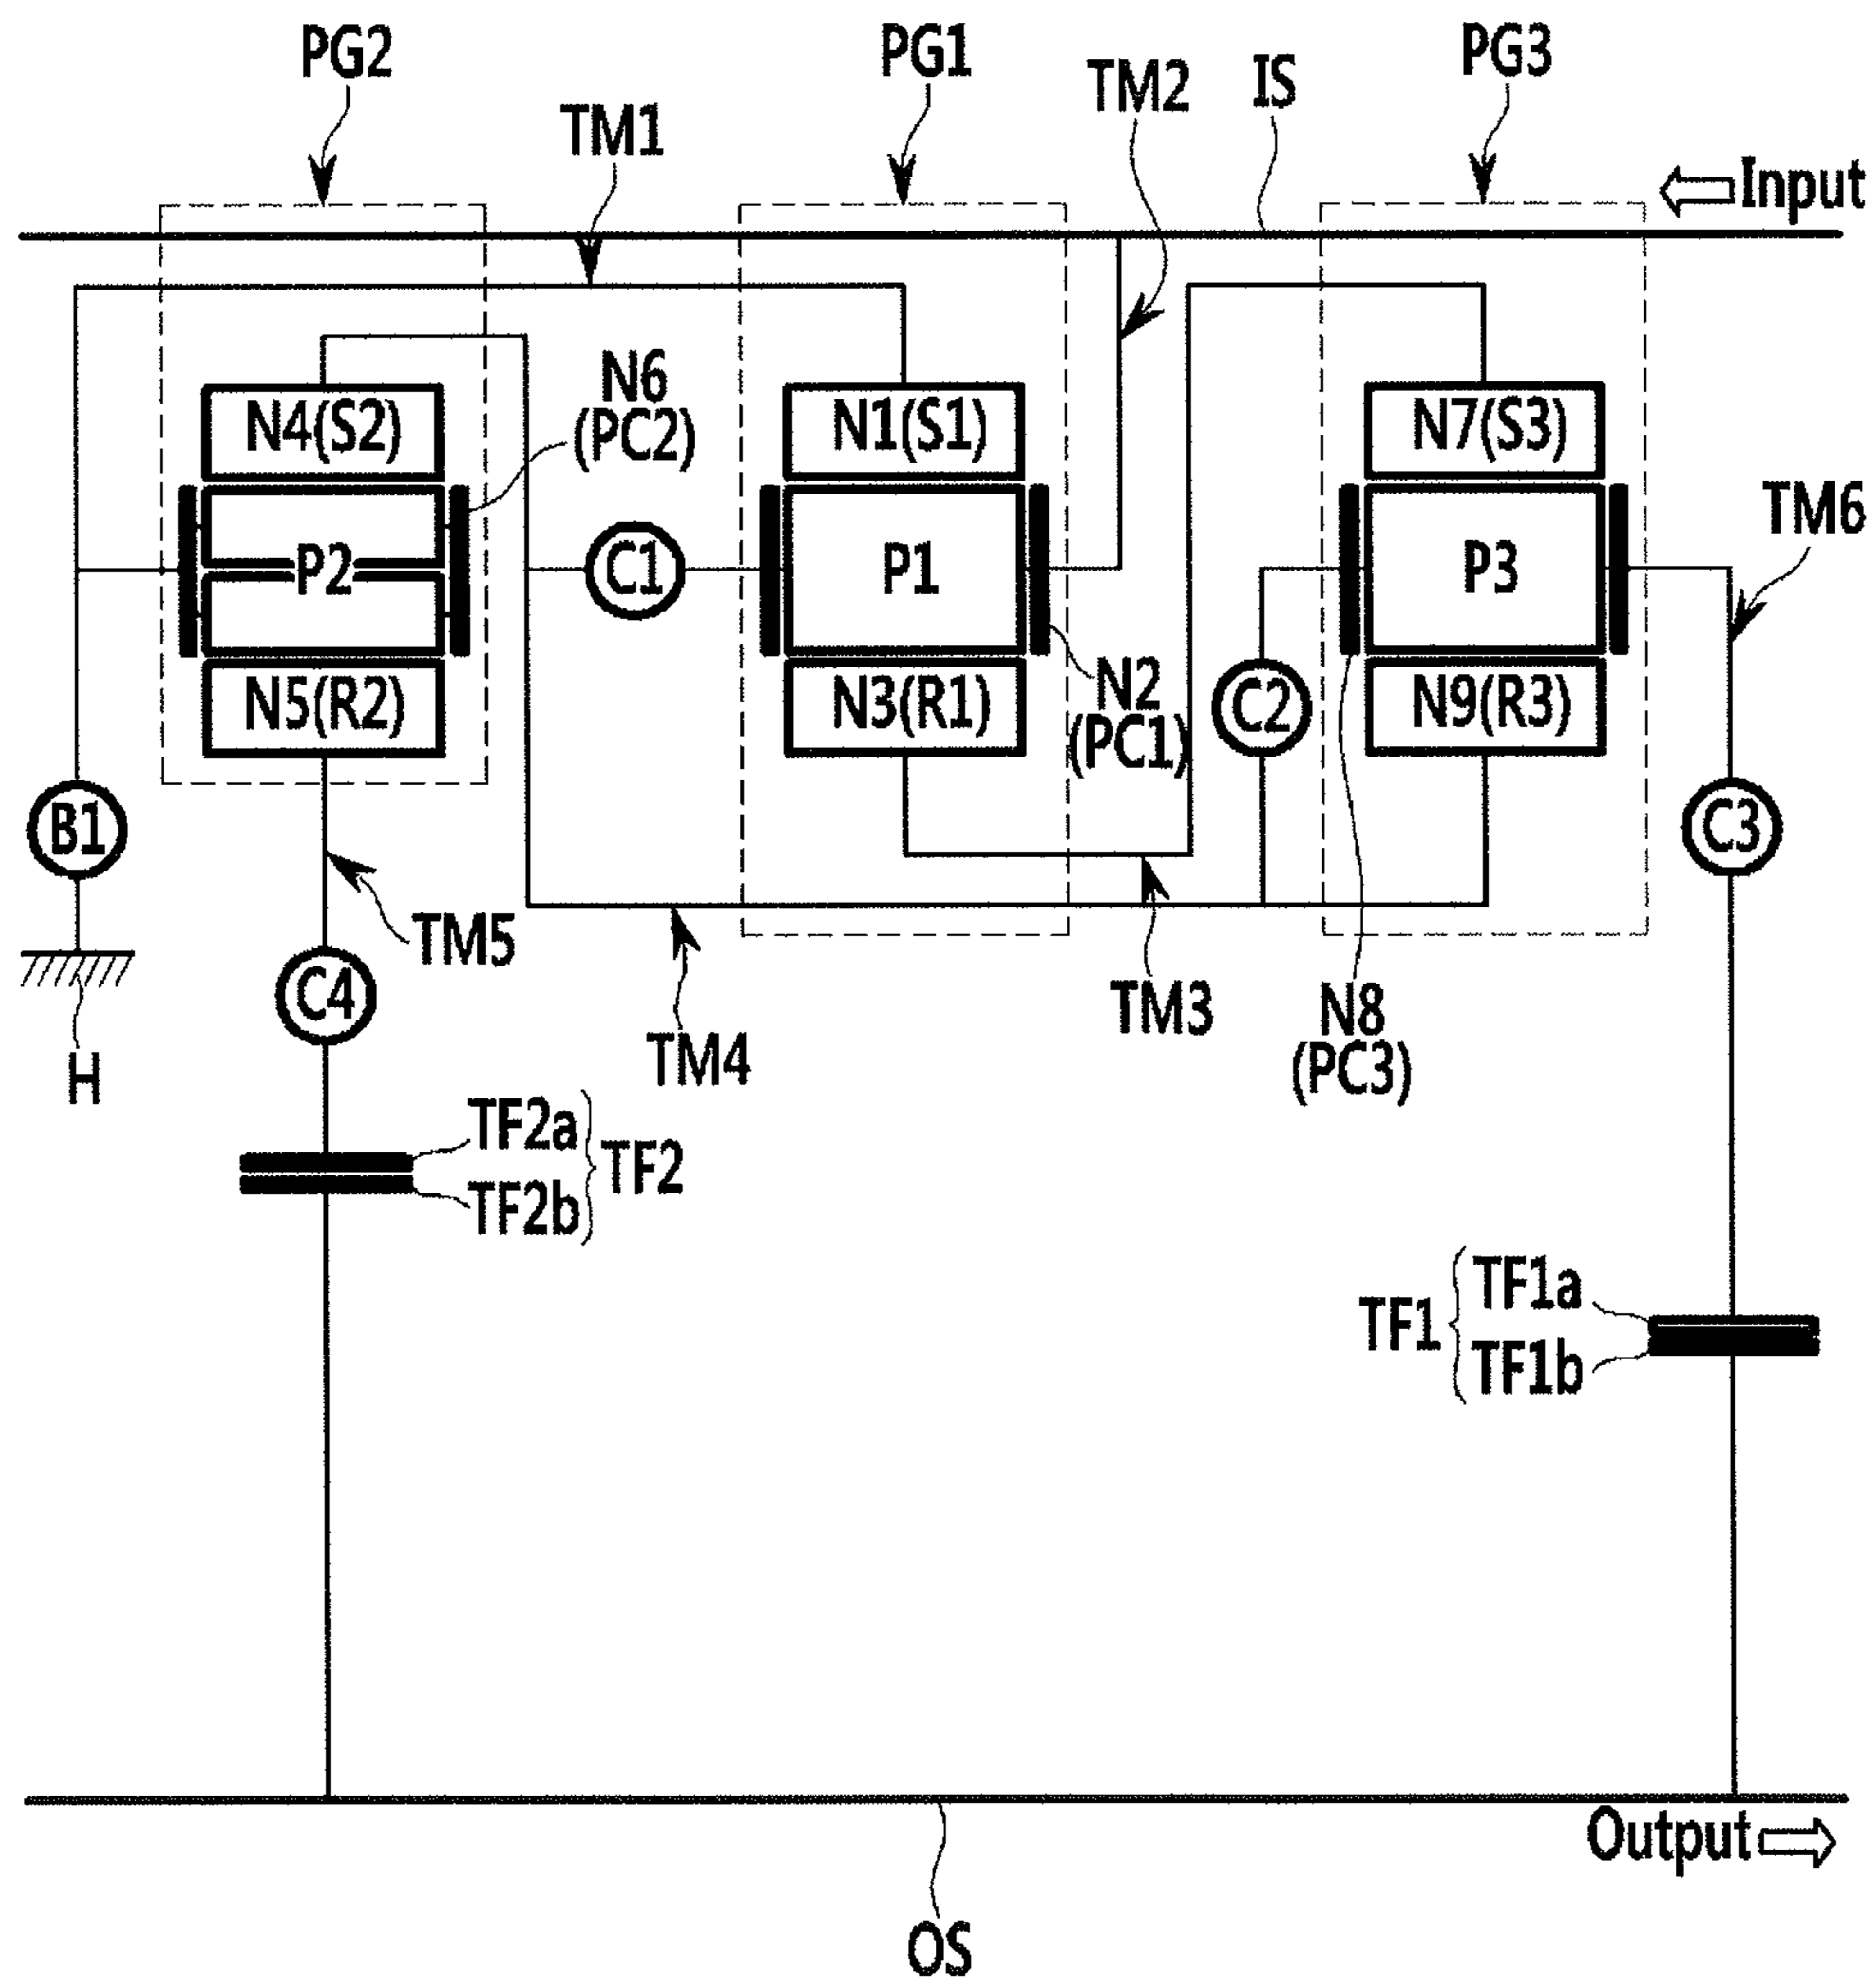 PG2
PG1
PG3
TM1
TM2
IS
Input
N6
(PC2)
N4(S2)
N1(S1)
N7(S3)
TM6
P2
C1
P1
P3
N5(R2)
N3(R1)
N2
(PC1)
C2
N9(R3)
B1
C3
TM5
C4
TM4
TM3
N8
(PC3)
H
TF2a
TF2b
TF2
TF1
TF1a
TF1b
Output
OS